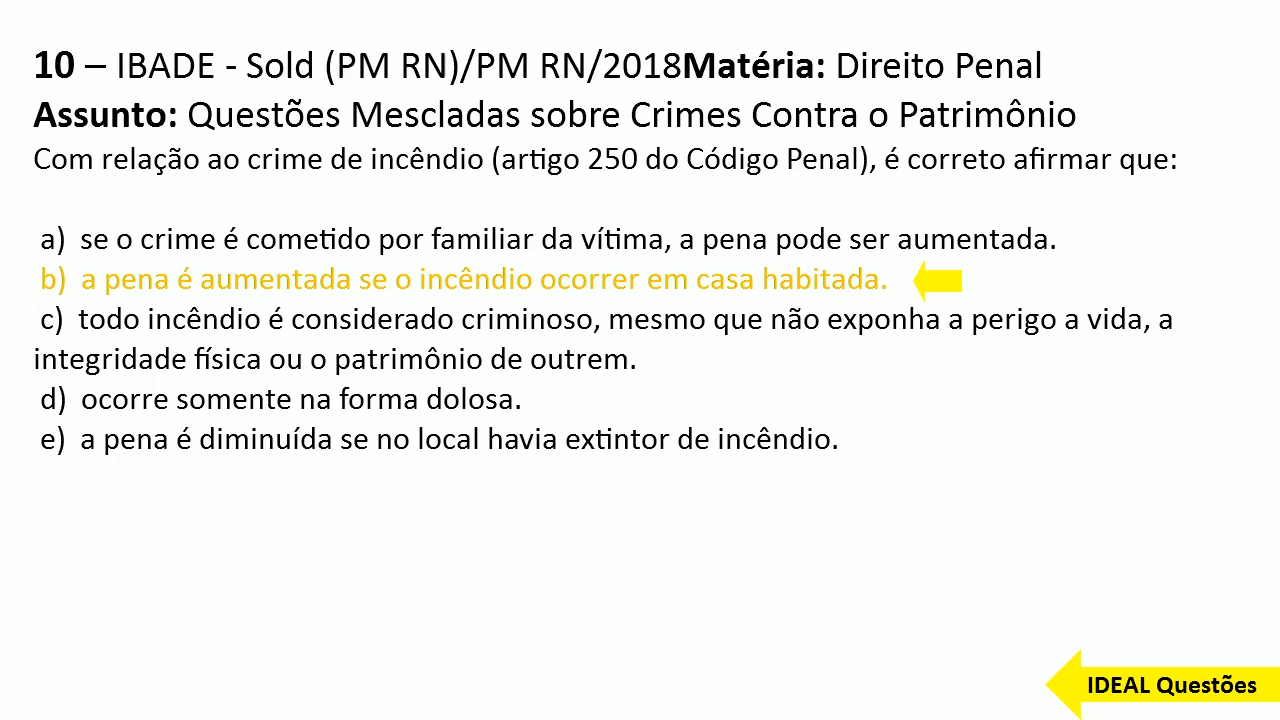 10 – IBADE - Sold (PM RN)/PM RN/2018Matéria: Direito Penal
Assunto: Questões Mescladas sobre Crimes Contra o Patrimônio
Com relação ao crime de incêndio (artigo 250 do Código Penal), é correto afirmar que:
a) se o crime é cometido por familiar da vítima, a pena pode ser aumentada.
b) a pena é aumentada se o incêndio ocorrer em casa habitada.
c) todo incêndio é considerado criminoso, mesmo que não exponha a perigo a vida, a
integridade física ou o patrimônio de outrem.
d) ocorre somente na forma dolosa.
e) a pena é diminuída se no local havia extintor de incêndio.
IDEAL Questões